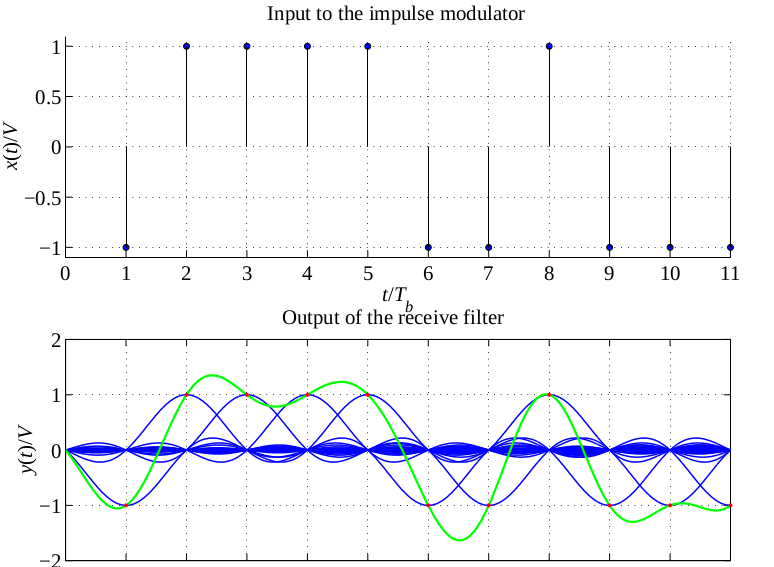 Input to the impulse modulator
1
0.5
0
−0.5
−1
x(t)/V
0 1 2 3 4 5 6 7 8 9 10 11
t/T_b
Output of the receive filter
2
1
0
−1
−2
y(t)/V